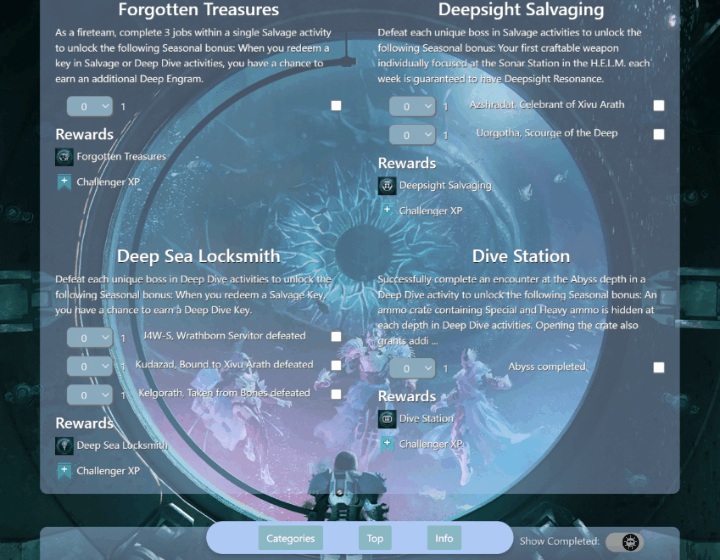 Forgotten Treasures
As a fireteam, complete 3 jobs within a single Salvage activity
to unlock the following Seasonal bonus: When you redeem a
key in Salvage or Deep Dive activities, you have a chance to
earn an additional Deep Engram.
0 1
Rewards
Forgotten Treasures
Challenger XP
Deepsight Salvaging
Defeat each unique boss in Salvage activities to unlock the
following Seasonal bonus: Your first craftable weapon
individually focused at the Sonar Station in the H.E.L.M. each
week is guaranteed to have Deepsight Resonance.
0 1 Azshradat, Celebrant of Xivu Arath
0 1 Uorgotha, Scourge of the Deep
Rewards
Deepsight Salvaging
Challenger XP
Deep Sea Locksmith
Defeat each unique boss in Deep Dive activities to unlock the
following Seasonal bonus: When you redeem a Salvage Key,
you have a chance to earn a Deep Dive Key.
0 1 J4W-S, Wrathborn Servitor defeated
0 1 Kudazad, Bound to Xivu Arath defeated
0 1 Kelgorath, Taken from Bones defeated
Rewards
Deep Sea Locksmith
Challenger XP
Dive Station
Successfully complete an encounter at the Abyss depth in a
Deep Dive activity to unlock the following Seasonal bonus: An
ammo crate containing Special and Heavy ammo is hidden at
each depth in Deep Dive activities. Opening the crate also
grants addi ...
0 1 Abyss completed
Rewards
Dive Station
Challenger XP
Categories Top Info
Show Completed: